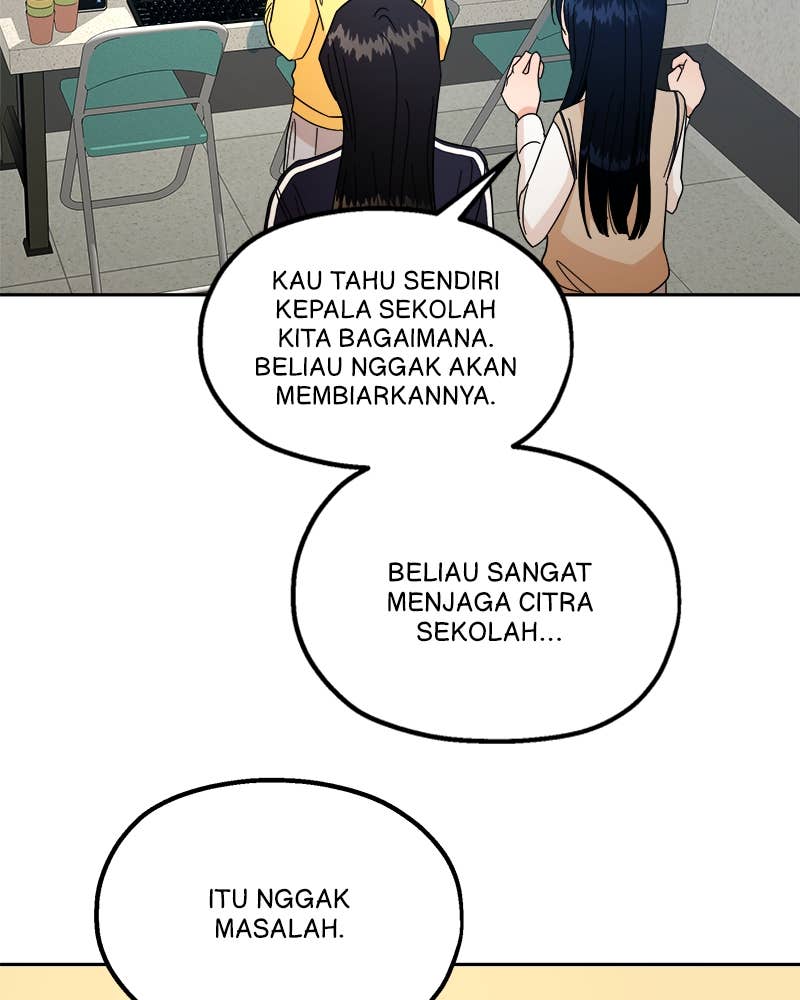 KAU TAHU SENDIRI
KEPALA SEKOLAH
KITA BAGAIMANA.
BELIAU NGGAK AKAN
MEMBIARKANNYA.
BELIAU SANGAT
MENJAGA CITRA
SEKOLAH...
ITU NGGAK
MASALAH.